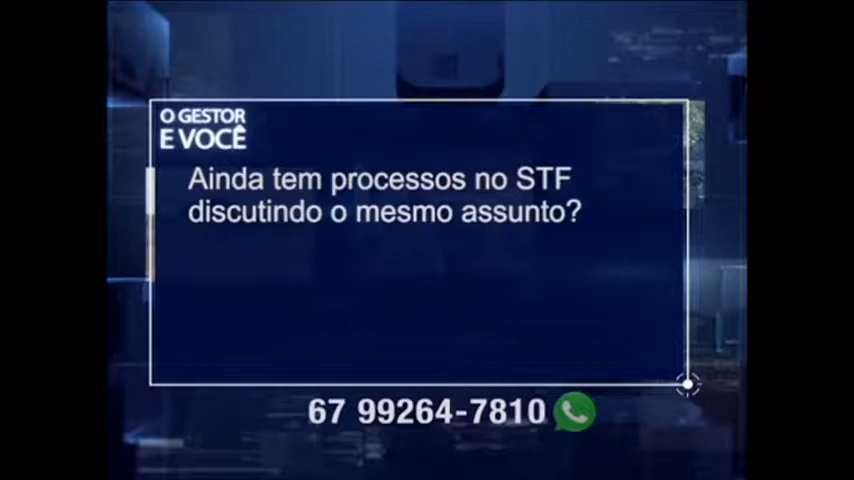 O GESTOR
E VOCÊ
Ainda tem processos no STF
discutindo o mesmo assunto?
67 99264-7810